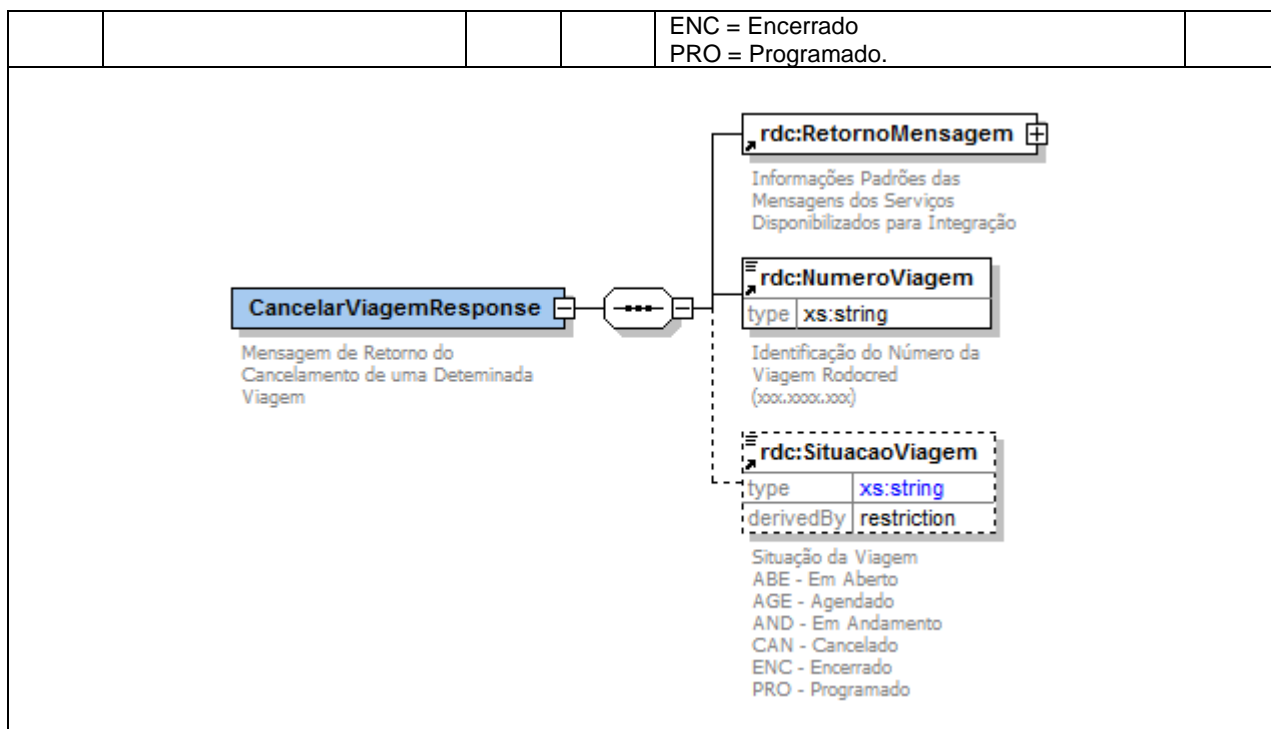 ENC = Encerrado
PRO = Programado.
rdc:RetornoMensagem
Informações Padrões das
Mensagens dos Serviços
Disponibilizados para Integração
rdc:NumeroViagem
type xs:string
Identificação do Número da
Viagem Rodocred
(xxx.xxxx.xxx)
CancelarViagemResponse
Mensagem de Retorno do
Cancelamento de uma Deteminada
Viagem
rdc:SituacaoViagem
type xs:string
derivedBy restriction
Situação da Viagem
ABE - Em Aberto
AGE - Agendado
AND - Em Andamento
CAN - Cancelado
ENC - Encerrado
PRO - Programado